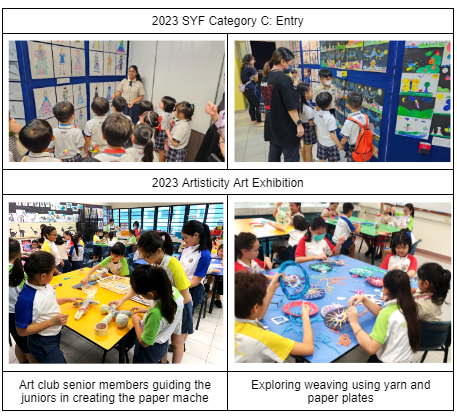 2023 SYF Category C: Entry
2023 Artisticity Art Exhibition
Art club senior members guiding the
juniors in creating the paper mache
Exploring weaving using yarn and
paper plates